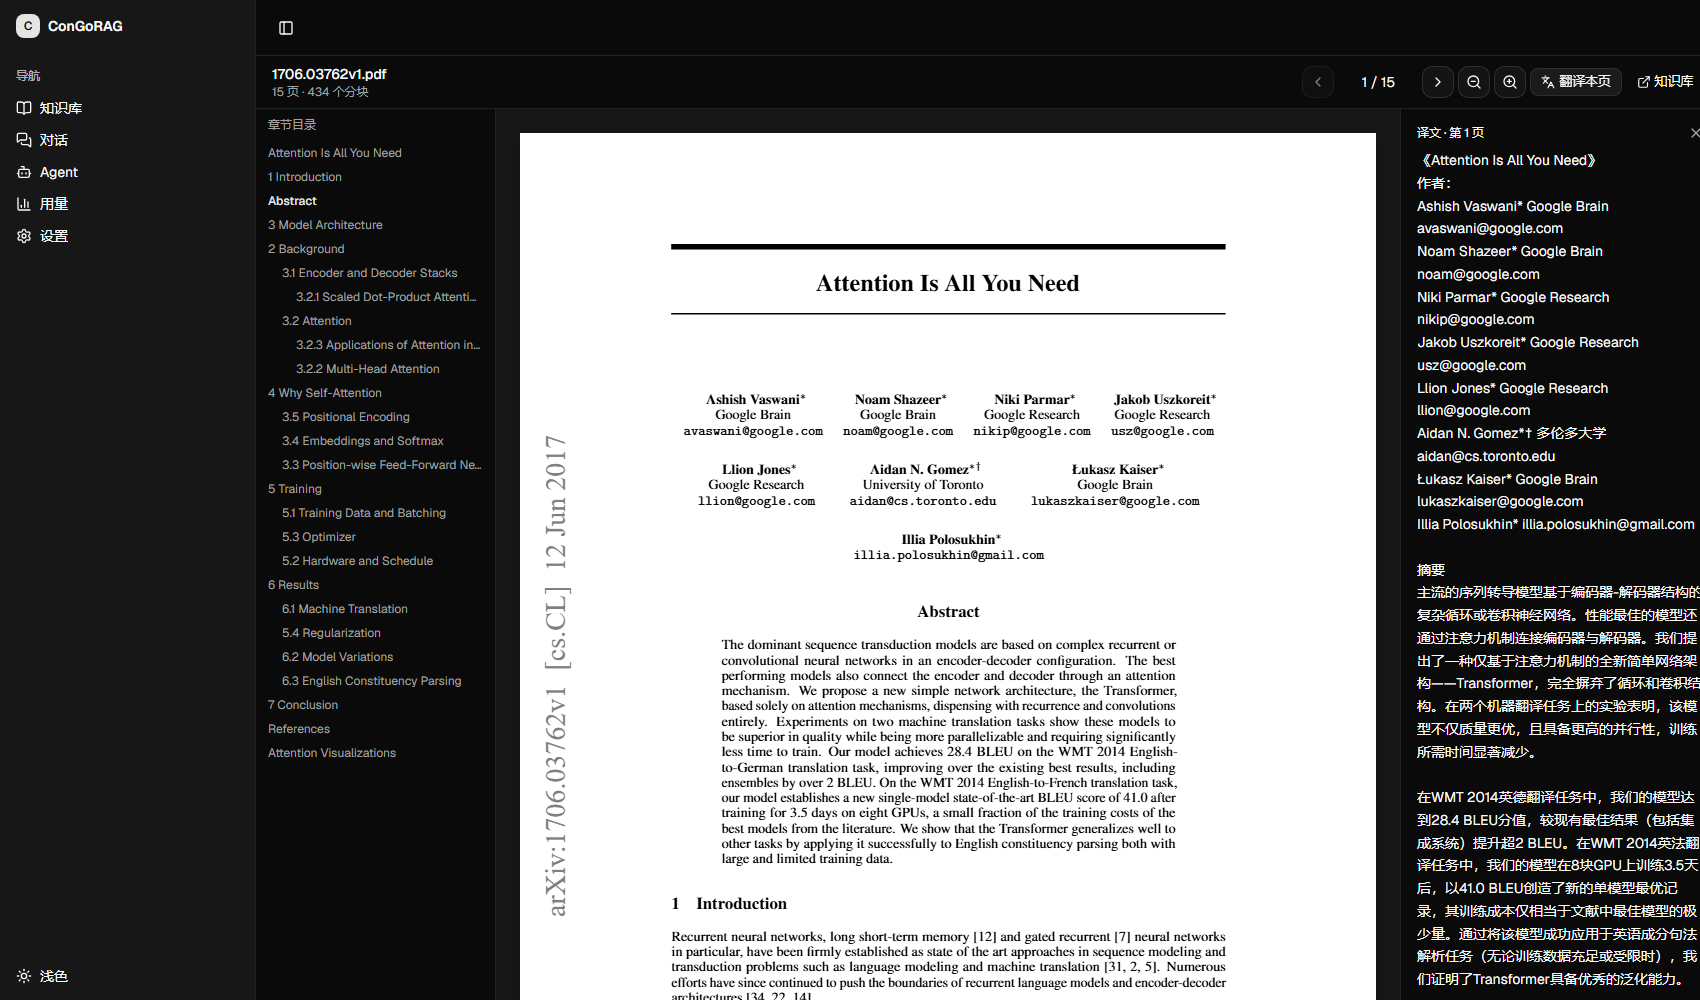 C ConGoRAG
导航
知识库
对话
Agent
用量
设置
浅色
1706.03762v1.pdf
15 页 · 434 个分块
1 / 15
翻译本页
知识库
章节目录
Attention Is All You Need
1 Introduction
Abstract
3 Model Architecture
2 Background
3.1 Encoder and Decoder Stacks
3.2.1 Scaled Dot-Product Attenti...
3.2 Attention
3.2.3 Applications of Attention in...
3.2.2 Multi-Head Attention
4 Why Self-Attention
3.5 Positional Encoding
3.4 Embeddings and Softmax
3.3 Position-wise Feed-Forward Ne...
5 Training
5.1 Training Data and Batching
5.3 Optimizer
5.2 Hardware and Schedule
6 Results
6.1 Machine Translation
5.4 Regularization
6.2 Model Variations
6.3 English Constituency Parsing
7 Conclusion
References
Attention Visualizations
arXiv:1706.03762v1 [cs.CL] 12 Jun 2017
Attention Is All You Need
Ashish Vaswani* Noam Shazeer* Niki Parmar* Jakob Uszkoreit*
Google Brain Google Brain Google Research Google Research
avaswani@google.com noam@google.com nikip@google.com usz@google.com
Llion Jones* Aidan N. Gomez*† Łukasz Kaiser*
Google Research University of Toronto Google Brain
llion@google.com aidan@cs.toronto.edu lukaszkaiser@google.com
Illia Polosukhin*
illia.polosukhin@gmail.com
Abstract
The dominant sequence transduction models are based on complex recurrent or
convolutional neural networks in an encoder-decoder configuration. The best
performing models also connect the encoder and decoder through an attention
mechanism. We propose a new simple network architecture, the Transformer,
based solely on attention mechanisms, dispensing with recurrence and convolutions
entirely. Experiments on two machine translation tasks show these models to
be superior in quality while being more parallelizable and requiring significantly
less time to train. Our model achieves 28.4 BLEU on the WMT 2014 English-
to-German translation task, improving over the existing best results, including
ensembles by over 2 BLEU. On the WMT 2014 English-to-French translation task,
our model establishes a new single-model state-of-the-art BLEU score of 41.0 after
training for 3.5 days on eight GPUs, a small fraction of the training costs of the
best models from the literature. We show that the Transformer generalizes well to
other tasks by applying it successfully to English constituency parsing both with
large and limited training data.
1 Introduction
Recurrent neural networks, long short-term memory [12] and gated recurrent [7] neural networks
in particular, have been firmly established as state of the art approaches in sequence modeling and
transduction problems such as language modeling and machine translation [31, 2, 5]. Numerous
efforts have since continued to push the boundaries of recurrent language models and encoder-decoder
architectures [34, 22, 14].
译文 · 第 1 页
《Attention Is All You Need》
作者：
Ashish Vaswani* Google Brain
avaswani@google.com
Noam Shazeer* Google Brain
noam@google.com
Niki Parmar* Google Research
nikip@google.com
Jakob Uszkoreit* Google Research
usz@google.com
Llion Jones* Google Research
llion@google.com
Aidan N. Gomez*† 多伦多大学
aidan@cs.toronto.edu
Łukasz Kaiser* Google Brain
lukaszkaiser@google.com
Illia Polosukhin* illia.polosukhin@gmail.com
摘要
主流的序列转导模型基于编码器-解码器结构的
复杂循环或卷积神经网络。性能最佳的模型还
通过注意力机制连接编码器与解码器。我们提
出了一种仅基于注意力机制的全新简单网络架
构——Transformer，完全摒弃了循环和卷积结
构。在两个机器翻译任务上的实验表明，该模
型不仅质量更优，且具备更高的并行性，训练
所需时间显著减少。
在WMT 2014英德翻译任务中，我们的模型达
到28.4 BLEU分值，较现有最佳结果（包括集
成系统）提升超2 BLEU。在WMT 2014英法翻
译任务中，我们的模型在8块GPU上训练3.5天
后，以41.0 BLEU创造了新的单模型最优记
录，其训练成本仅相当于文献中最佳模型的极
少量。通过将该模型成功应用于英语成分句法
解析任务（无论训练数据充足或受限时），我
们证明了Transformer具备优秀的泛化能力。